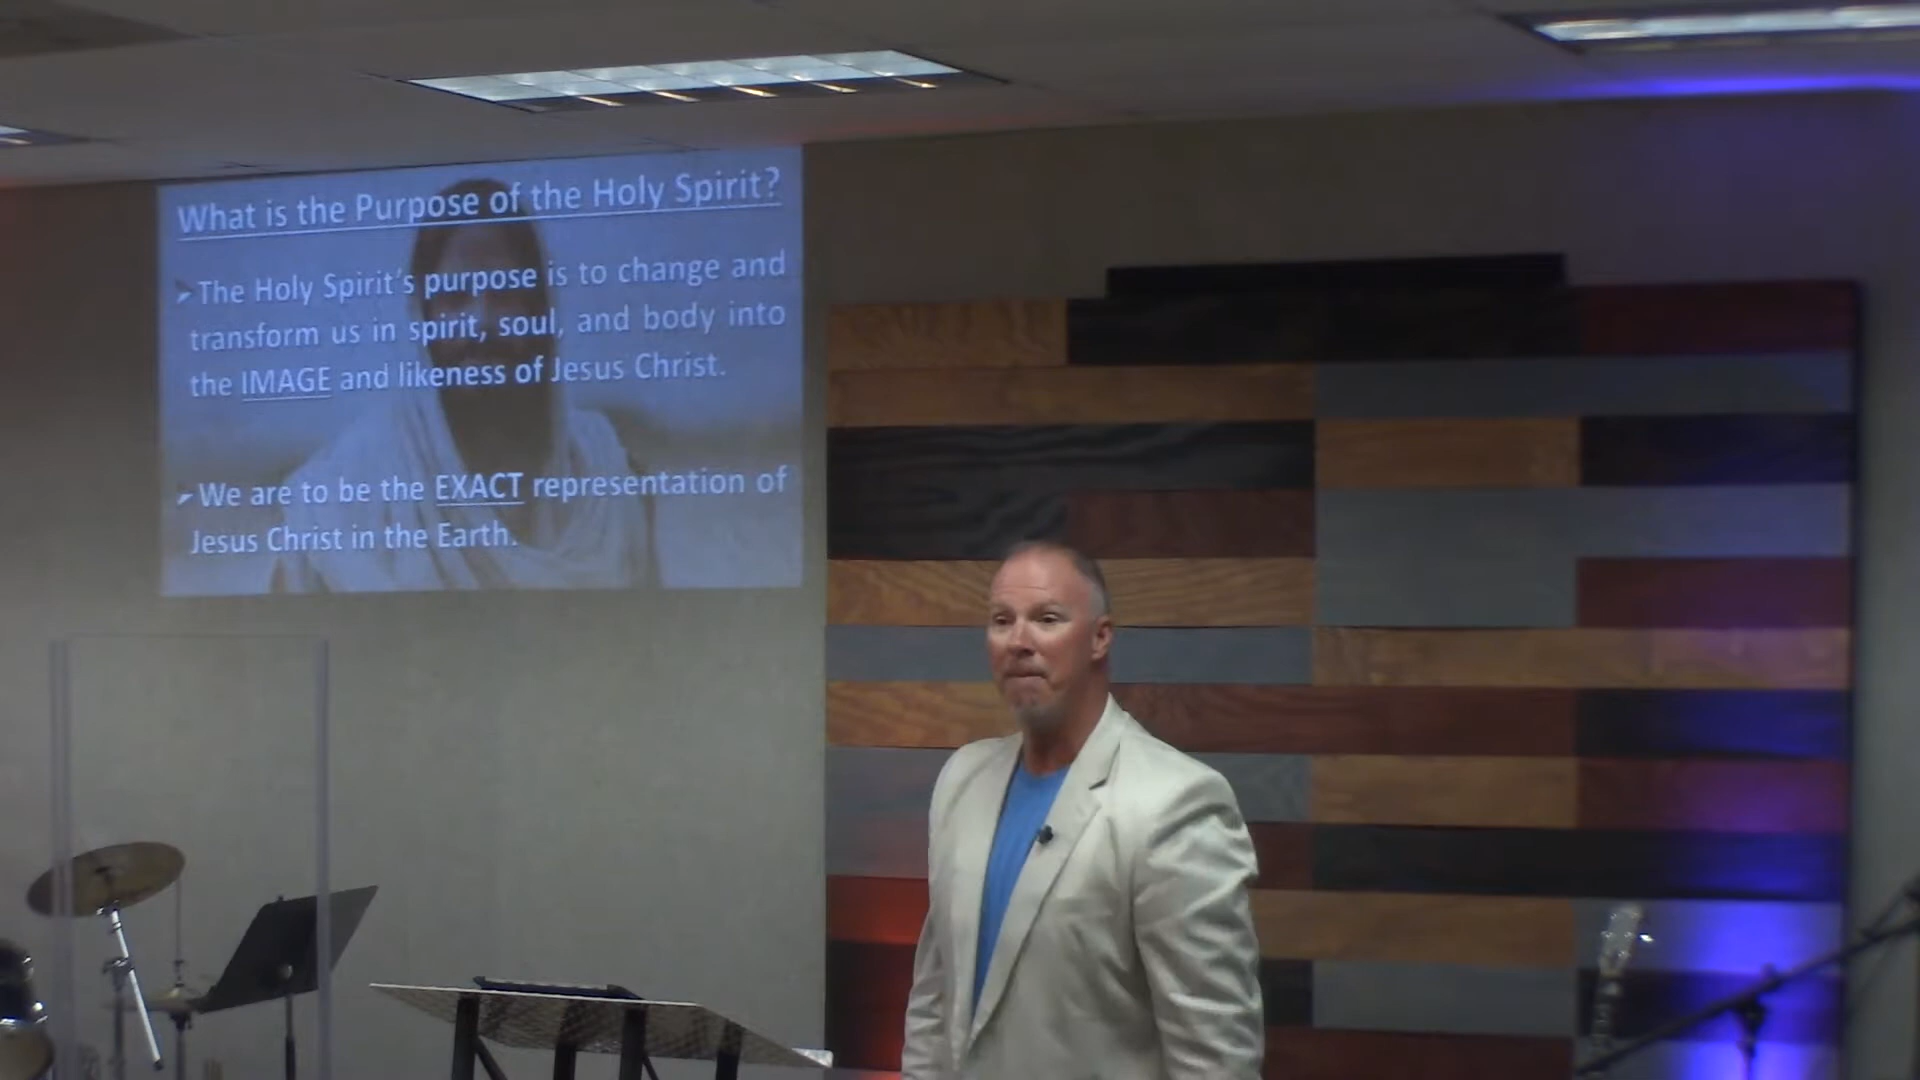 What is the Purpose of the Holy Spirit?
➢The Holy Spirit's purpose is to change and
transform us in spirit, soul, and body into
the IMAGE and likeness of Jesus Christ.
➢We are to be the EXACT representation of
Jesus Christ in the Earth.